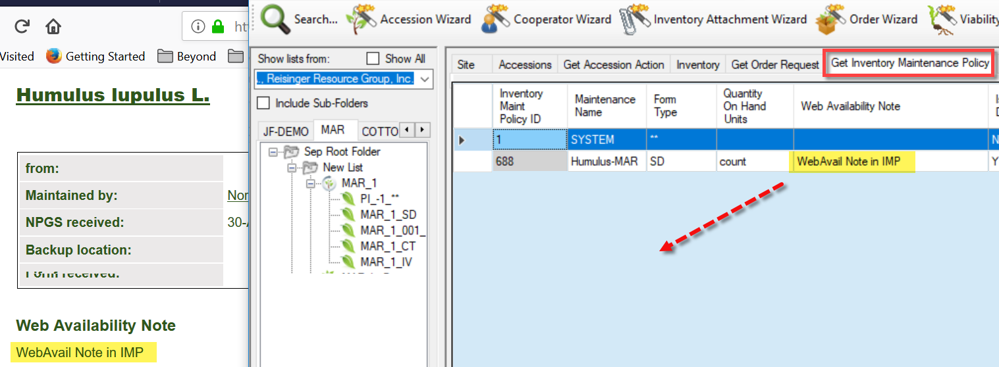 Search...
Accession Wizard
Cooperator Wizard
Inventory Attachment Wizard
Order Wizard
Viability
Visited
Getting Started
Beyond
Humulus lupulus L.
from:
Maintained by:
NPGS received:
30-
Backup location:
Form received:
Web Availability Note
WebAvail Note in IMP
Show lists from:
Show All
., Reisinger Resource Group, Inc.
Include Sub-Folders
JF-DEMO
MAR
COTTO
Sep Root Folder
New List
MAR_1
PI_-1_**
MAR_1_SD
MAR_1_001_
MAR_1_CT
MAR_1_IV
Site
Accessions
Get Accession Action
Inventory
Get Order Request
Get Inventory Maintenance Policy
Inventory
Maint
Policy ID
Maintenance
Name
Form
Type
Quantity
On Hand
Units
Web Availability Note
1
SYSTEM
**
N
688
Humulus-MAR
SD
count
WebAvail Note in IMP
Y